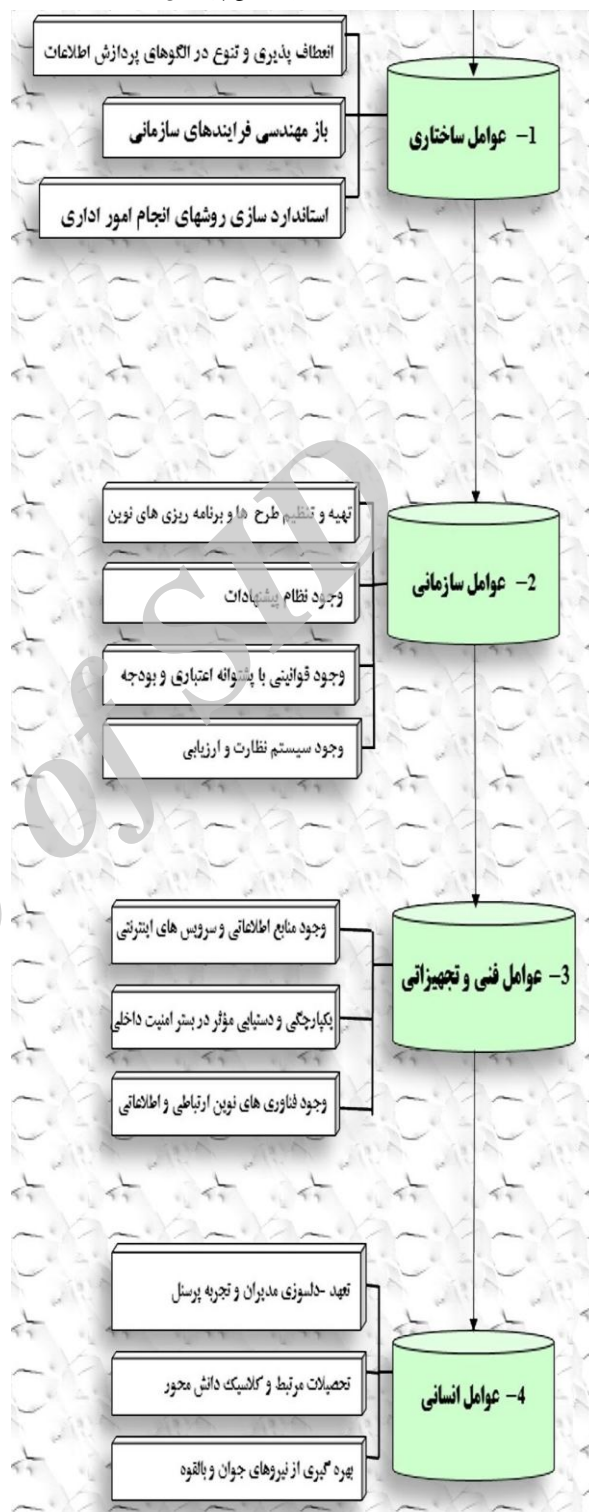 1- عوامل ساختاری
انعطاف پذیری و تنوع در الگوهای پردازش اطلاعات
باز مهندسی فرایندهای سازمانی
استاندارد سازی روشهای انجام امور اداری
2- عوامل سازمانی
تهیه و تنظیم طرح ها و برنامه ریزی های نوین
وجود نظام پیشنهادات
وجود قوانینی با پشتوانه اعتباری و بودجه
وجود سیستم نظارت و ارزیابی
3- عوامل فنی و تجهیزاتی
وجود منابع اطلاعاتی و سرویس های اینترنتی
یکپارچگی و دستیابی مؤثر در بستر امنیت داخلی
وجود فناوری های نوین ارتباطی و اطلاعاتی
4- عوامل انسانی
تعهد -دلسوزی مدیران و تجربه پرسنل
تحصیلات مرتبط و کلاسیک دانش محور
بهره گیری از نیروهای جوان و بالقوه
of SID